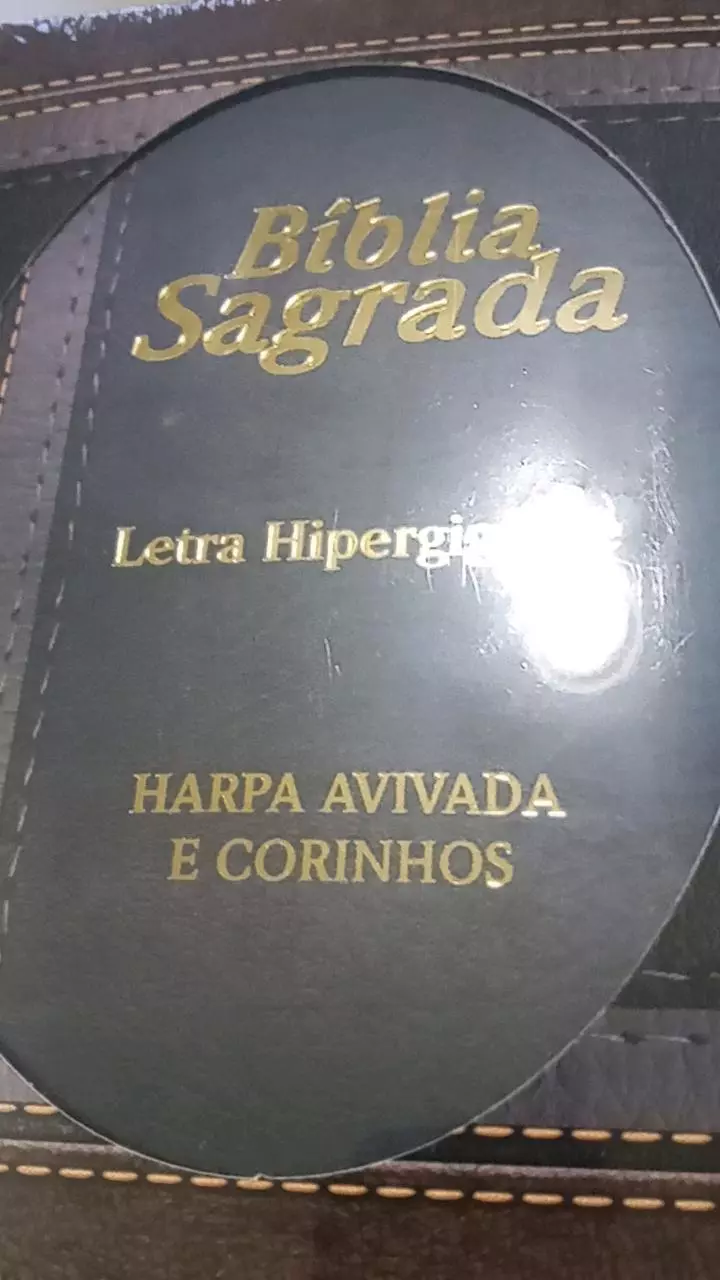 Bíblia
Sagrada
Letra
HARPA AVIVADA
E CORINHOS